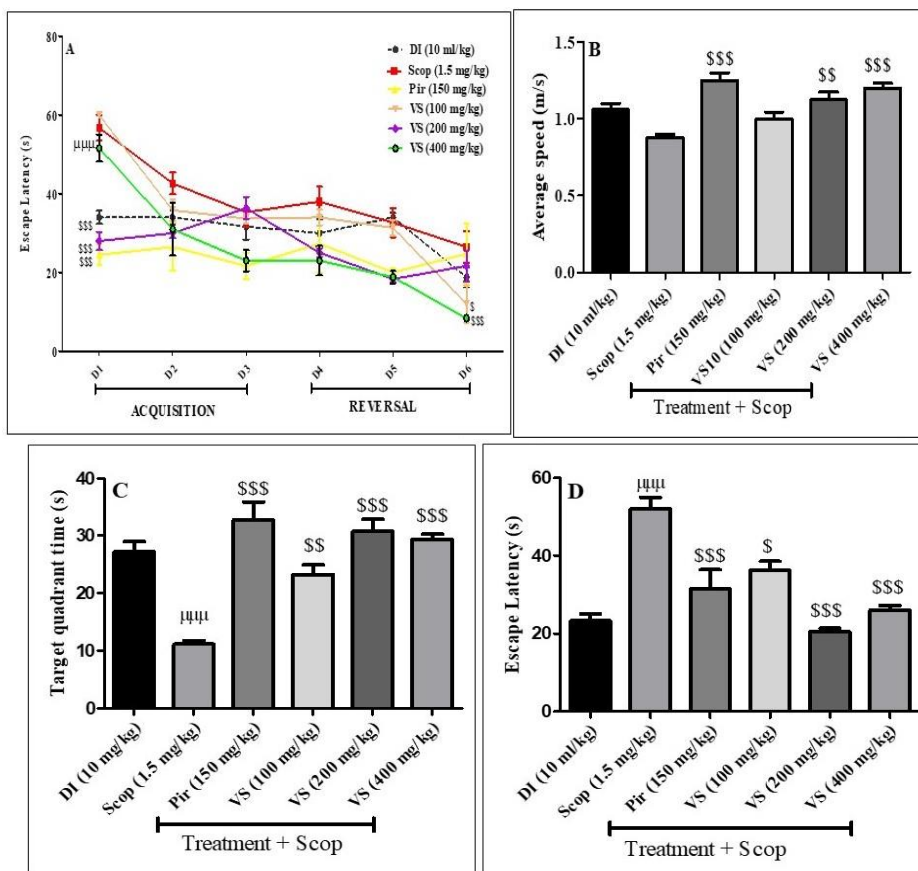 A
80
60
40
20
0
Escape Latency (s)
DI (10 ml/kg)
Scop (1.5 mg/kg)
Pir (150 mg/kg)
VS (100 mg/kg)
VS (200 mg/kg)
VS (400 mg/kg)
µµµ
$$$
$$$
$$$
$
$$$
D1 D2 D3 D4 D5 D6
ACQUISITION REVERSAL
B
1.5
1.0
0.5
0.0
Average speed (m/s)
$$$ $$ $$$
DI (10 ml/kg)
Scop (1.5 mg/kg)
Pir (150 mg/kg)
VS10 (100 mg/kg)
VS (200 mg/kg)
VS (400 mg/kg)
Treatment + Scop
C
40
30
20
10
0
Target quadrant time (s)
µµµ $$$ $$ $$$ $$$
DI (10 mg/kg)
Scop (1.5 mg/kg)
Pir (150 mg/kg)
VS (100 mg/kg)
VS (200 mg/kg)
VS (400 mg/kg)
Treatment + Scop
D
60
40
20
0
Escape Latency (s)
µµµ $$$ $ $$$ $$$
DI (10 ml/kg)
Scop (1.5 mg/kg)
Pir (150 mg/kg)
VS (100 mg/kg)
VS (200 mg/kg)
VS (400 mg/kg)
Treatment + Scop